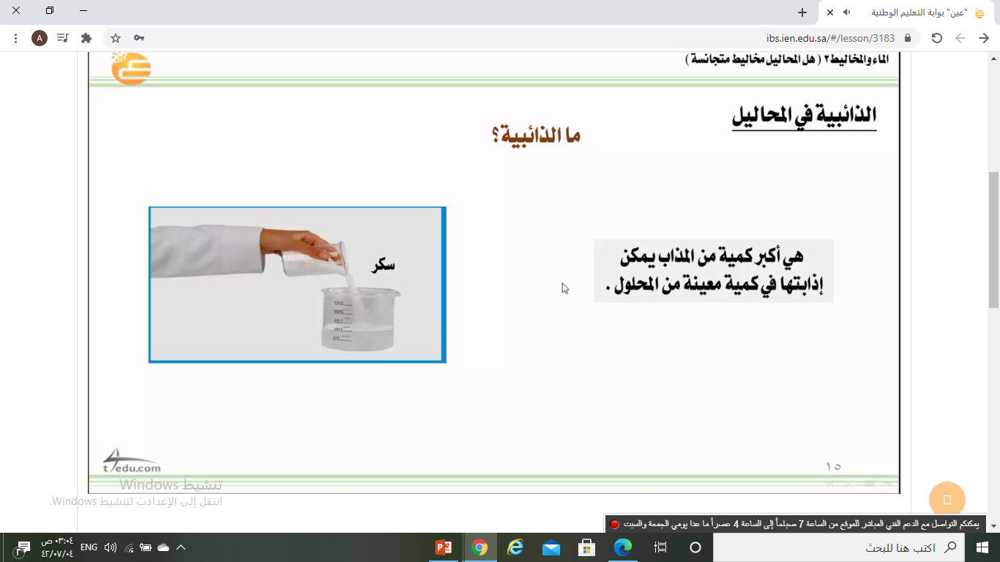 "عين" بوابة التعليم الوطنية
ibs.ien.edu.sa/#/lesson/3183
A
الماء والمخاليط٢ ( هل المحاليل مخاليط متجانسة )
الذائبية في المحاليل
ما الذائبية؟
سكر
هي أكبر كمية من المذاب يمكن
إذابتها في كمية معينة من المحلول .
t4edu.com
١٥
تنشيط Windows
انتقل إلى الإعدادت لتنشيط Windows.
يمكنكم التواصل مع الدعم الفني المباشر للموقع من الساعة 7 صباحاً إلى الساعة 4 عصراً ما عدا يومي الجمعة والسبت
اكتب هنا للبحث
ENG
٠٣:٠٤ ص
٤٢/٠٧/٠٤